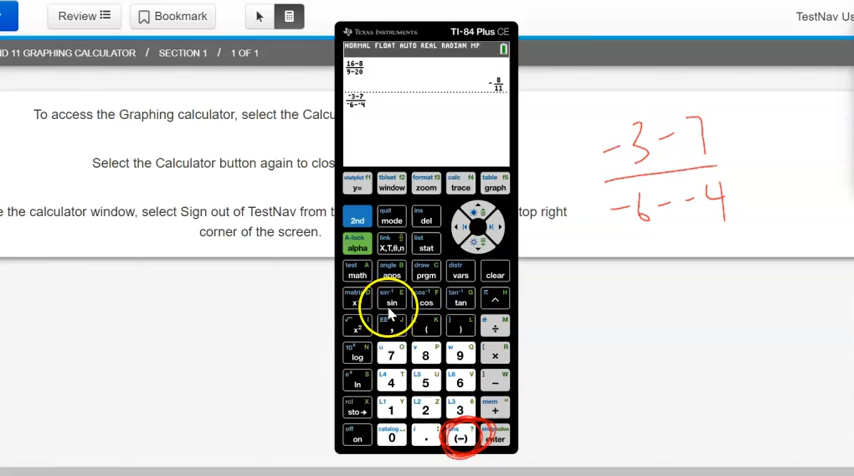 Review
Bookmark
TestNav Us
ID 11 GRAPHING CALCULATOR / SECTION 1 / 1 OF 1
To access the Graphing calculator, select the Calcu
Select the Calculator button again to clos
e the calculator window, select Sign out of TestNav from t
top right
corner of the screen.
TEXAS INSTRUMENTS TI-84 Plus CE
NORMAL FLOAT AUTO REAL RADIAN MP
16-8
9-20
-8
11
-3-7
-6--4
statplot f1 tblset f2 format f3 calc f4 table f5
y= window zoom trace graph
quit ins
2nd mode del
A-lock link list
alpha X,T,θ,n stat
test A angle B draw C distr
math apps prgm vars clear
matrix D sin⁻¹ E cos⁻¹ F tan⁻¹ G π H
sin cos tan ^
√ I EE J { K } L e M
x² , ( ) ÷
10ˣ N u O v P w Q [ R
log 7 8 9 ×
eˣ S L4 T L5 U L6 V ] W
ln 4 5 6 −
rcl X L1 Y L2 Z L3 θ mem "
sto→ 1 2 3 +
off catalog i : ans ? solve
on 0 . (−) enter
-3-7
-6--4